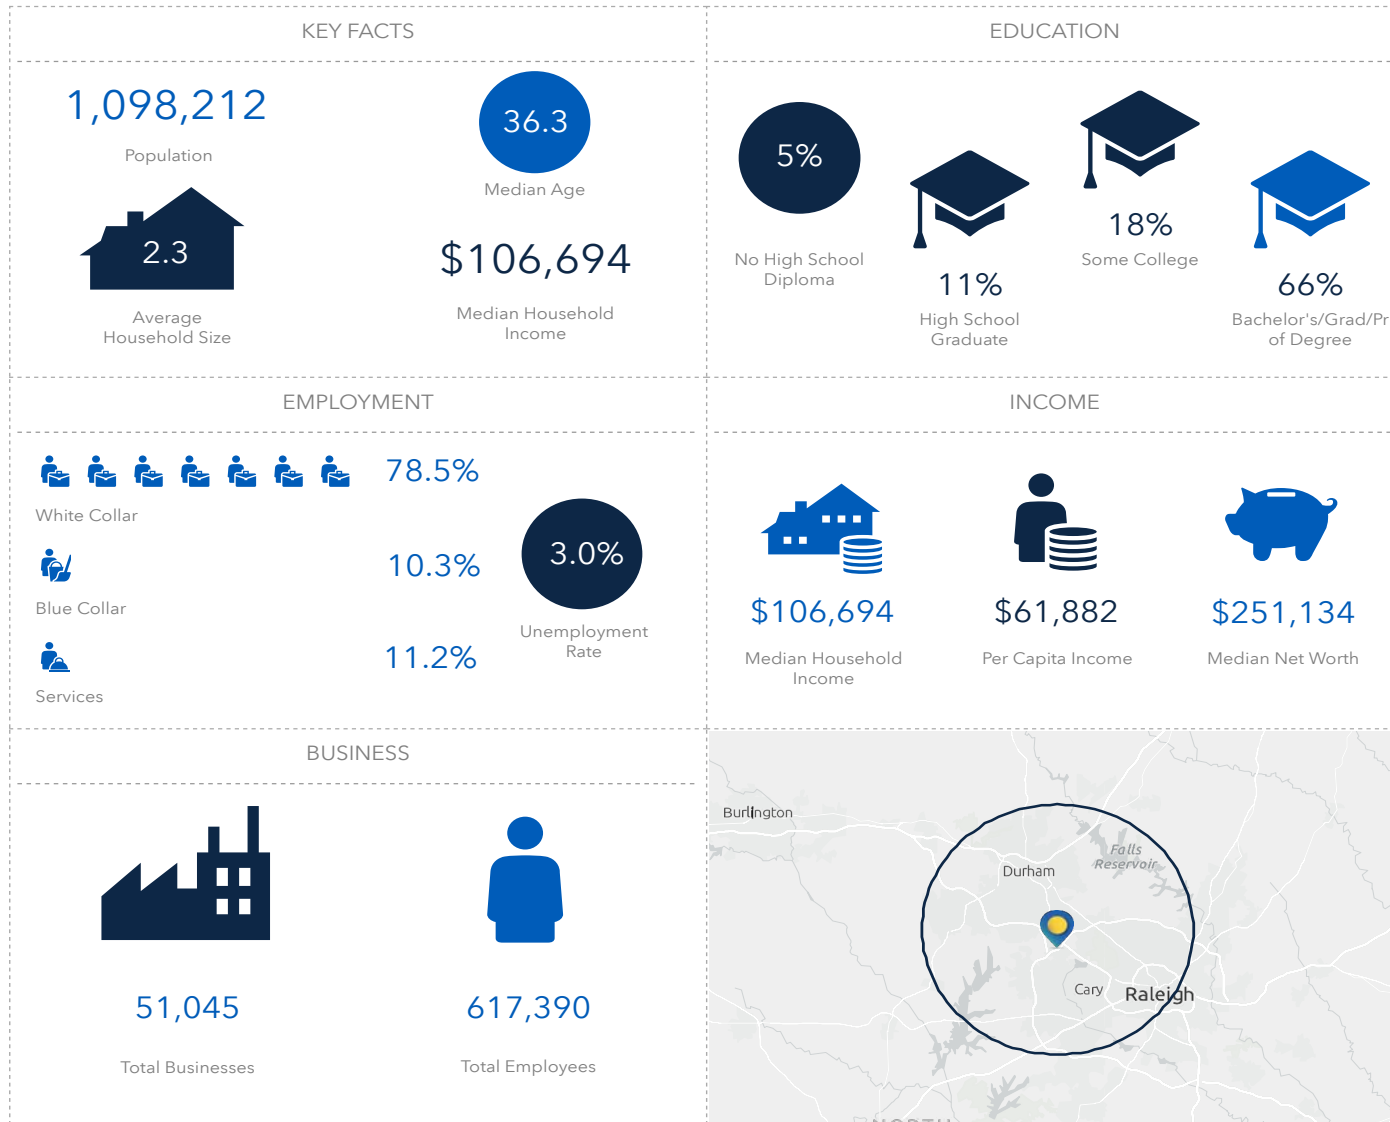 KEY FACTS
1,098,212
Population
36.3
Median Age
2.3
Average
Household Size
$106,694
Median Household
Income
EDUCATION
5%
No High School
Diploma
11%
High School
Graduate
18%
Some College
66%
Bachelor's/Grad/Pr
of Degree
EMPLOYMENT
78.5%
White Collar
10.3%
Blue Collar
11.2%
Services
3.0%
Unemployment
Rate
INCOME
$106,694
Median Household
Income
$61,882
Per Capita Income
$251,134
Median Net Worth
BUSINESS
51,045
Total Businesses
617,390
Total Employees
Burlington
Falls
Reservoir
Durham
Cary
Raleigh
NORTH